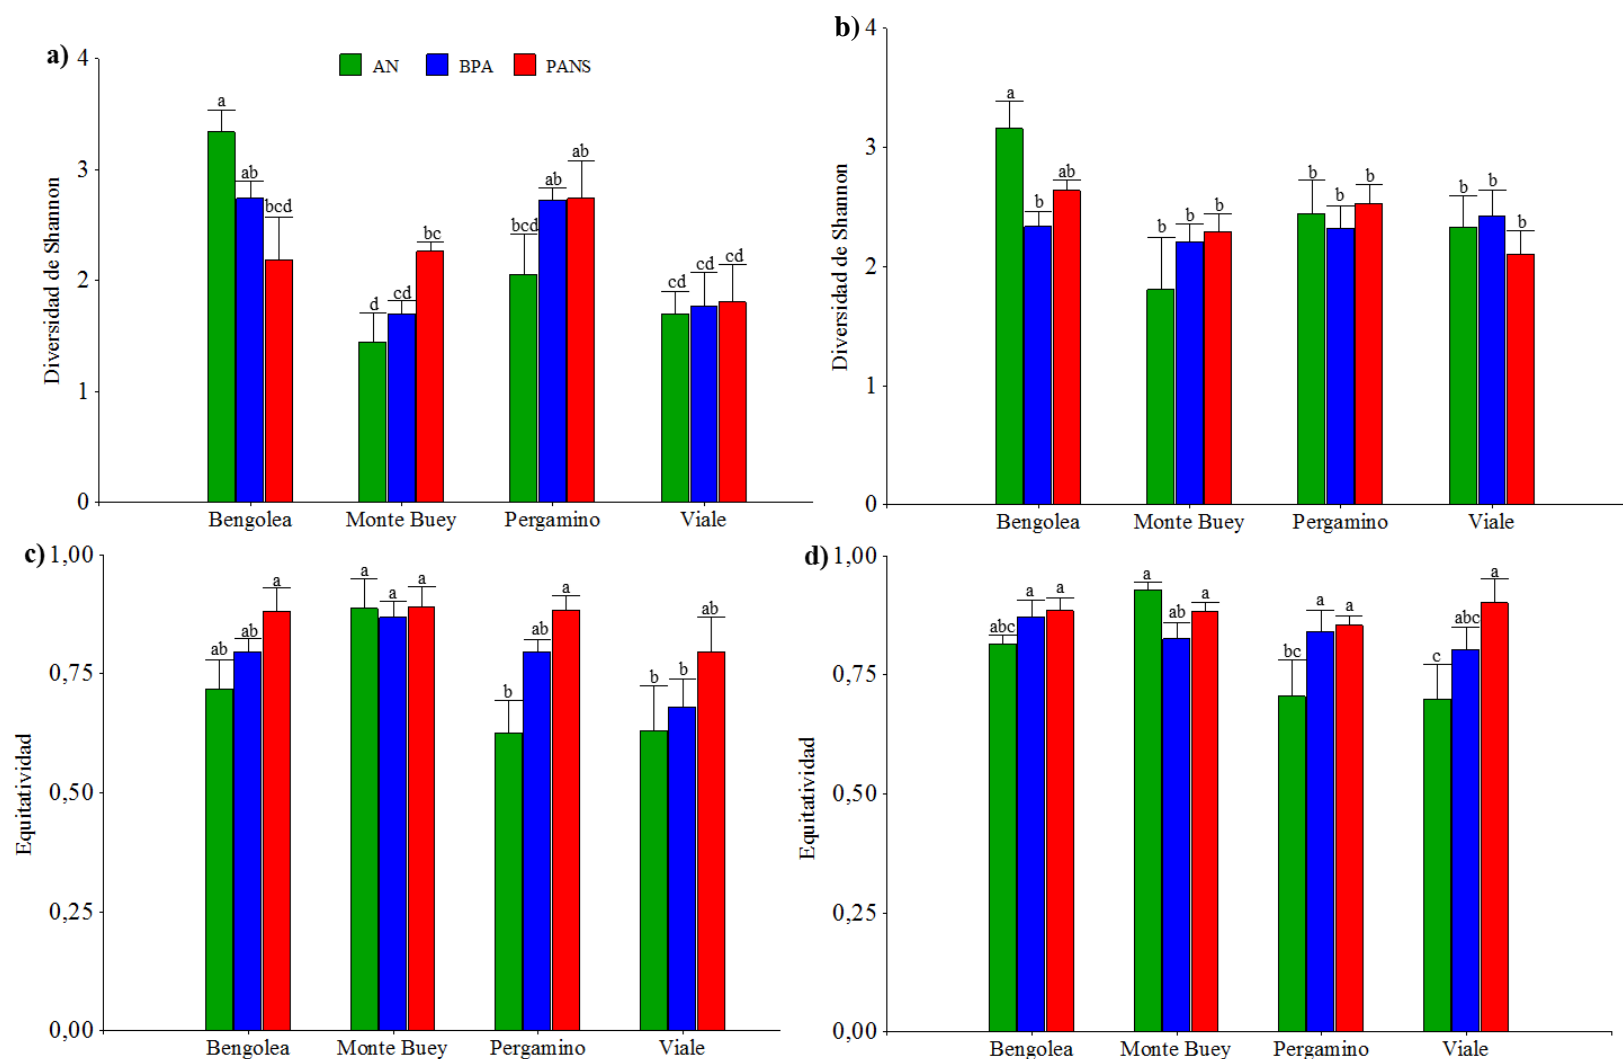 a)
AN BPA PANS
Diversidad de Shannon
4
3
2
1
0
a
ab
bcd
d
cd
bc
bcd
ab
ab
cd
cd
cd
Bengolea Monte Buey Pergamino Viale
b)
Diversidad de Shannon
4
3
2
1
0
a
b
ab
b
b
b
b
b
b
b
b
b
Bengolea Monte Buey Pergamino Viale
c)
Equitatividad
1,00
0,75
0,50
0,25
0,00
ab
ab
a
a
a
a
b
ab
a
b
b
ab
Bengolea Monte Buey Pergamino Viale
d)
Equitatividad
1,00
0,75
0,50
0,25
0,00
abc
a
a
a
ab
a
bc
a
a
c
abc
a
Bengolea Monte Buey Pergamino Viale